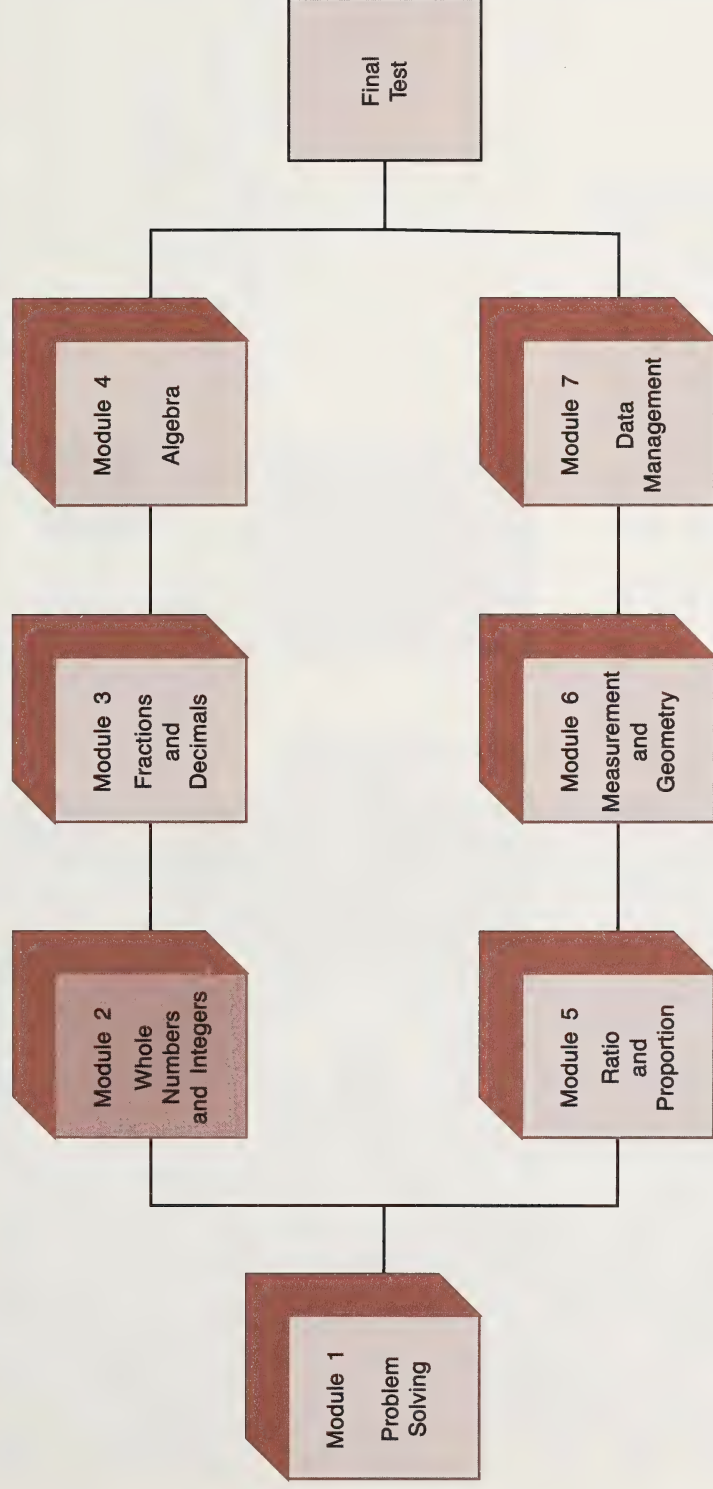 Module 1
Problem
Solving
Module 2
Whole
Numbers
and Integers
Module 3
Fractions
and
Decimals
Module 4
Algebra
Module 5
Ratio
and
Proportion
Module 6
Measurement
and
Geometry
Module 7
Data
Management
Final
Test